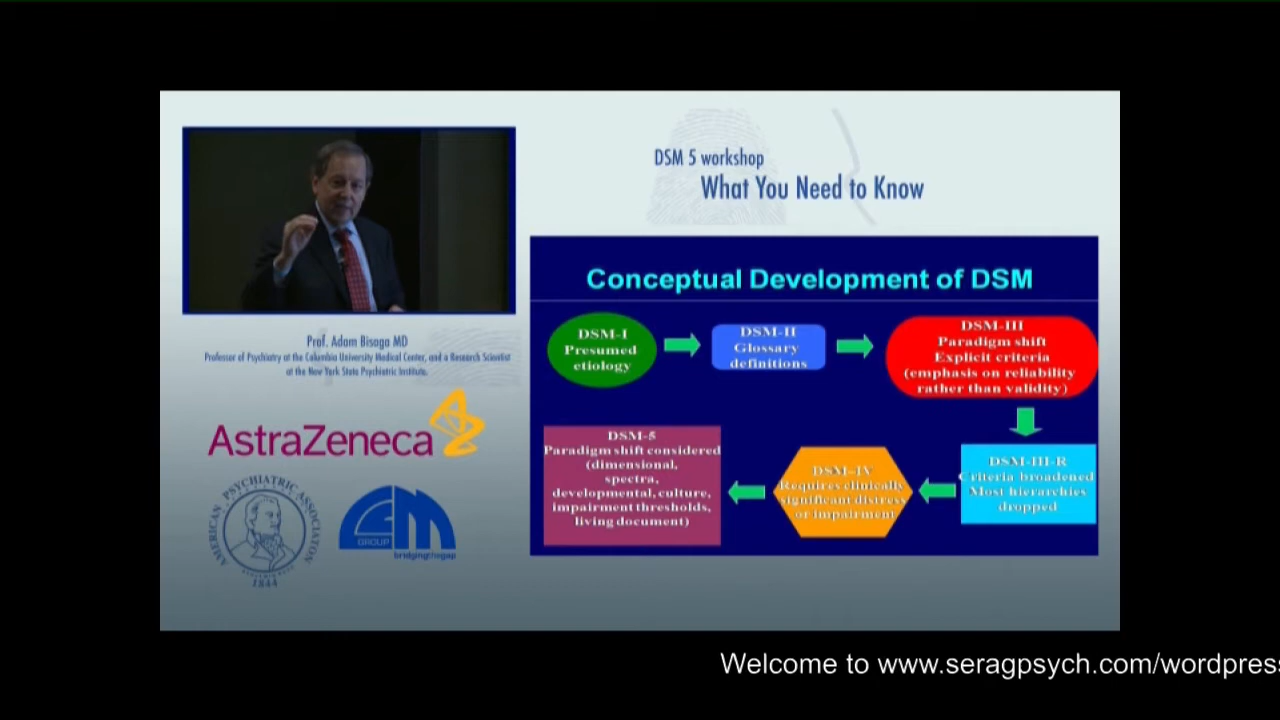 DSM 5 workshop
What You Need to Know
Prof. Adam Bisaga MD
Professor of Psychiatry at the Columbia University Medical Center, and a Research Scientist
at the New York State Psychiatric Institute.
AstraZeneca
AMERICAN PSYCHIATRIC ASSOCIATION
1844
GROUP
bridgingthegap
Conceptual Development of DSM
DSM-I
Presumed
etiology
DSM-II
Glossary
definitions
DSM-III
Paradigm shift
Explicit criteria
(emphasis on reliability
rather than validity)
DSM-III-R
Criteria broadened
Most hierarchies
dropped
DSM-IV
Requires clinically
significant distress
or impairment
DSM-5
Paradigm shift considered
(dimensional,
spectra,
developmental, culture,
impairment thresholds,
living document)
Welcome to www.seragpsych.com/wordpress